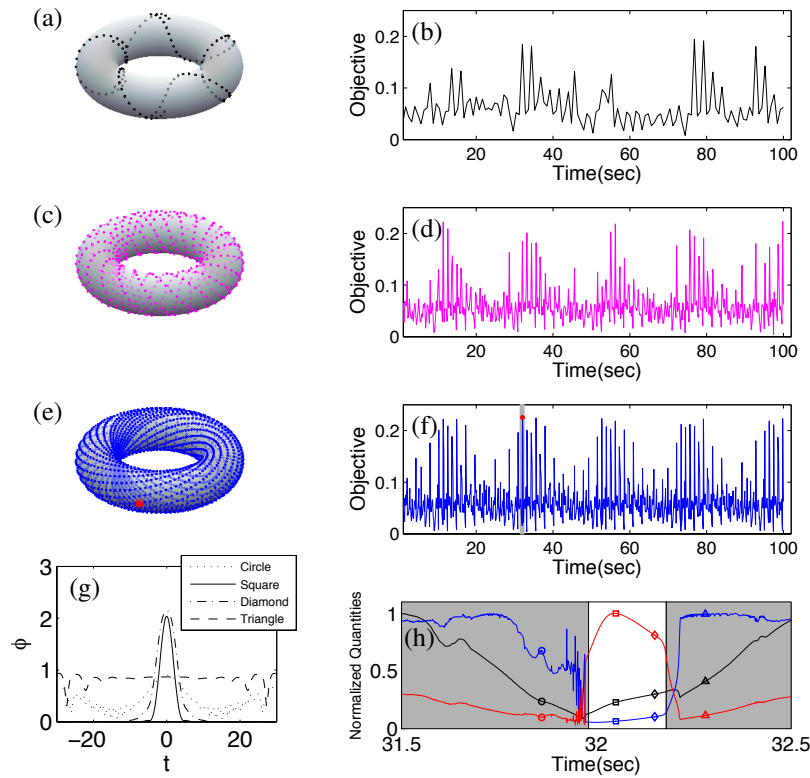 (a)
(b)
Objective
0.2
0.1
0
20
40
60
80
100
Time(sec)
(c)
(d)
Objective
0.2
0.1
0
20
40
60
80
100
Time(sec)
(e)
(f)
Objective
0.2
0.1
0
20
40
60
80
100
Time(sec)
(g)
Circle
Square
Diamond
Triangle
ϕ
3
2
1
0
−20
0
20
t
(h)
Normalized Quantities
1
0.5
0
31.5
32
32.5
Time(sec)